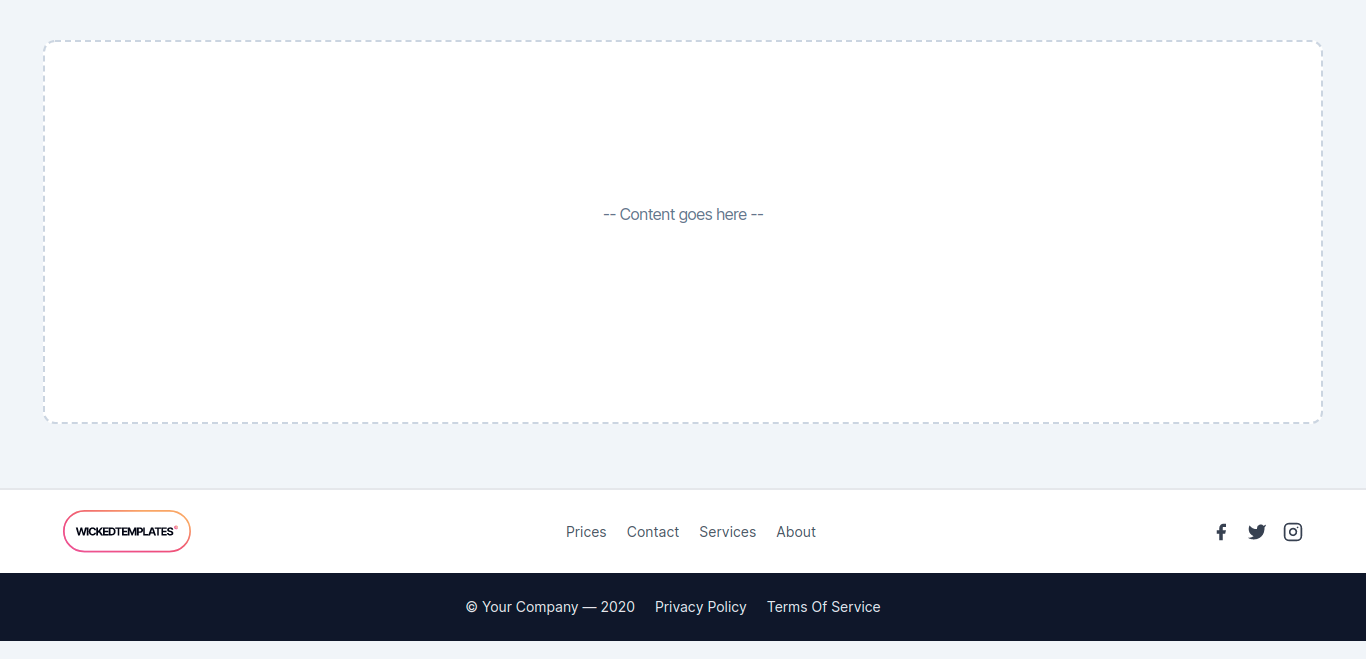 -- Content goes here --
WICKEDTEMPLATES
Prices Contact Services About
© Your Company — 2020 Privacy Policy Terms Of Service